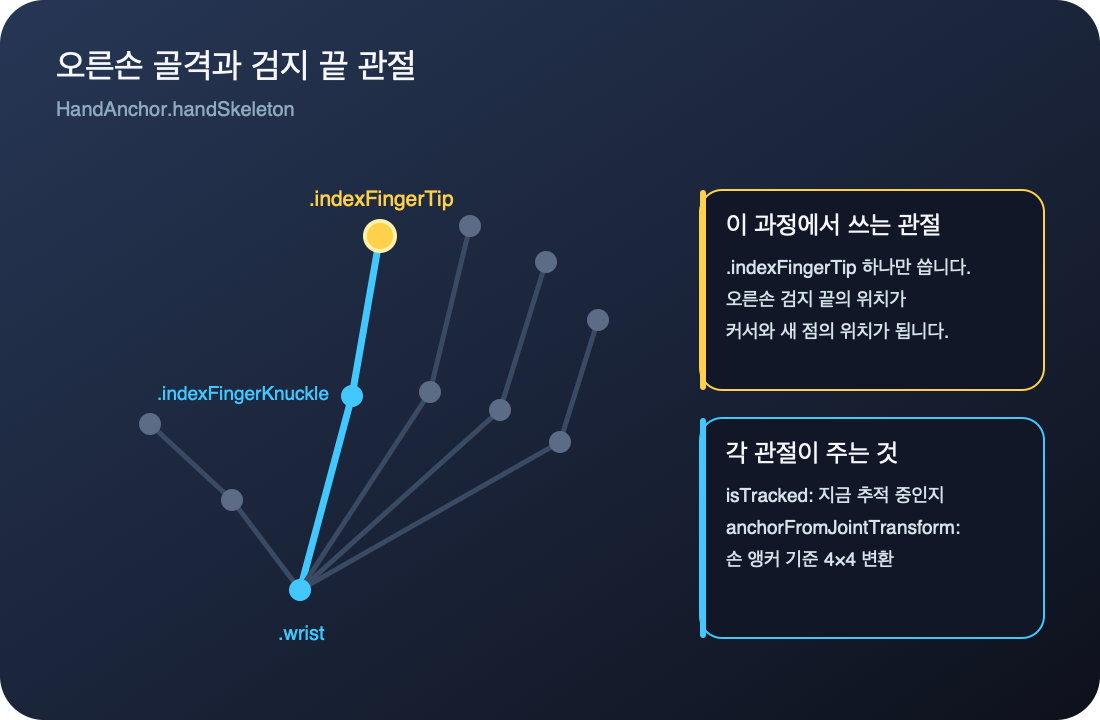 오른손 골격과 검지 끝 관절
HandAnchor.handSkeleton
.indexFingerTip
.indexFingerKnuckle
.wrist
이 과정에서 쓰는 관절
.indexFingerTip 하나만 씁니다.
오른손 검지 끝의 위치가
커서와 새 점의 위치가 됩니다.
각 관절이 주는 것
isTracked: 지금 추적 중인지
anchorFromJointTransform:
손 앵커 기준 4×4 변환